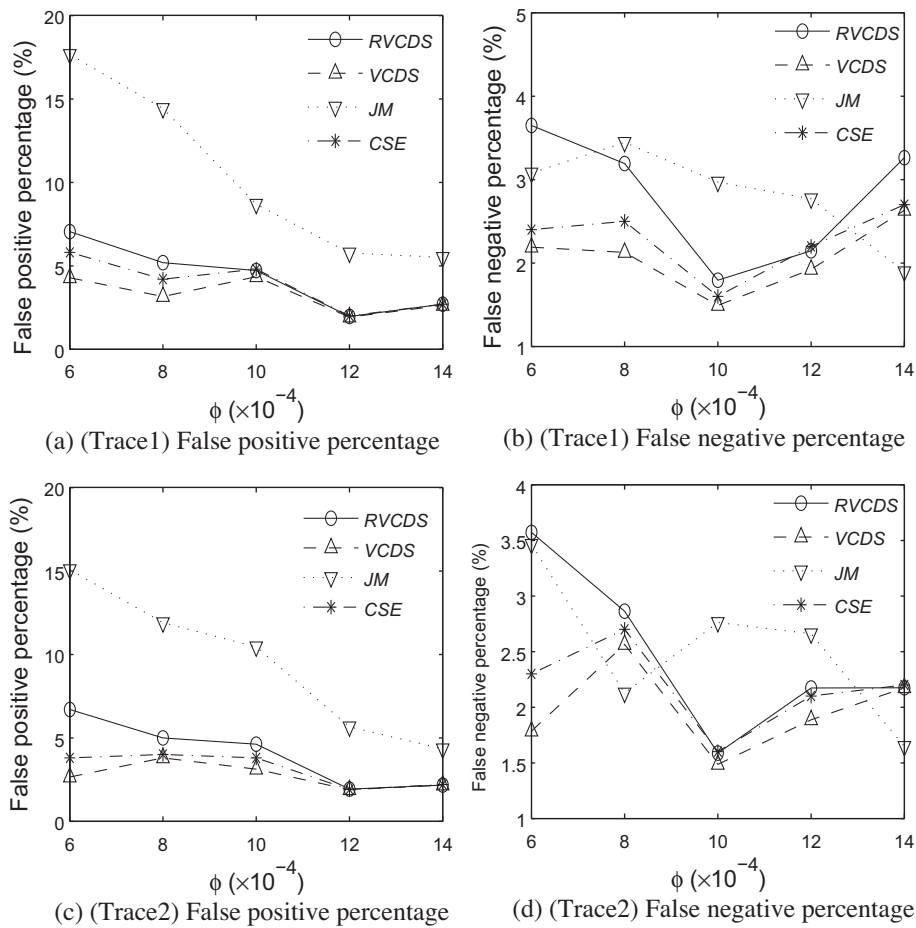 20
15
10
5
0
False positive percentage (%)
RVCDS
VCDS
JM
CSE
6 8 10 12 14
ϕ (×10⁻⁴)
(a) (Trace1) False positive percentage
5
4
3
2
1
False negative percentage (%)
RVCDS
VCDS
JM
CSE
6 8 10 12 14
ϕ (×10⁻⁴)
(b) (Trace1) False negative percentage
20
15
10
5
0
False positive percentage (%)
RVCDS
VCDS
JM
CSE
6 8 10 12 14
ϕ (×10⁻⁴)
(c) (Trace2) False positive percentage
4
3.5
3
2.5
2
1.5
1
False negative percentage (%)
RVCDS
VCDS
JM
CSE
6 8 10 12 14
ϕ (×10⁻⁴)
(d) (Trace2) False negative percentage